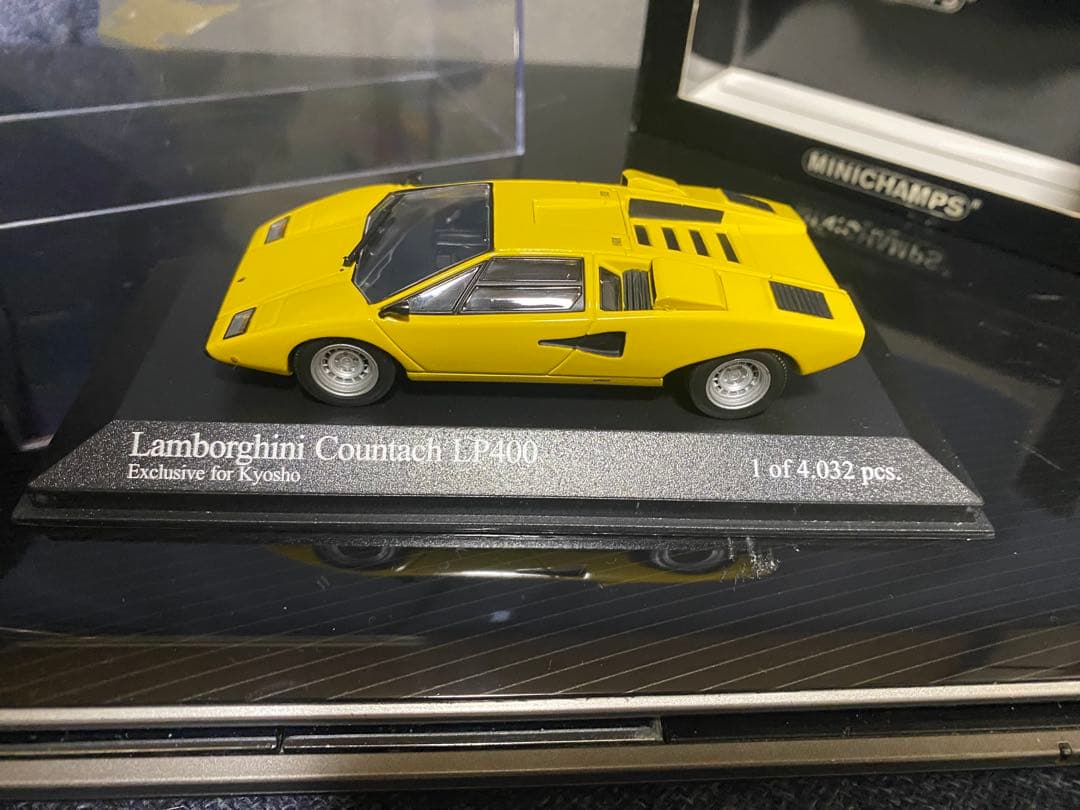 MINICHAMPS
Lamborghini Countach LP400
Exclusive for Kyosho
1 of 4.032 pcs.